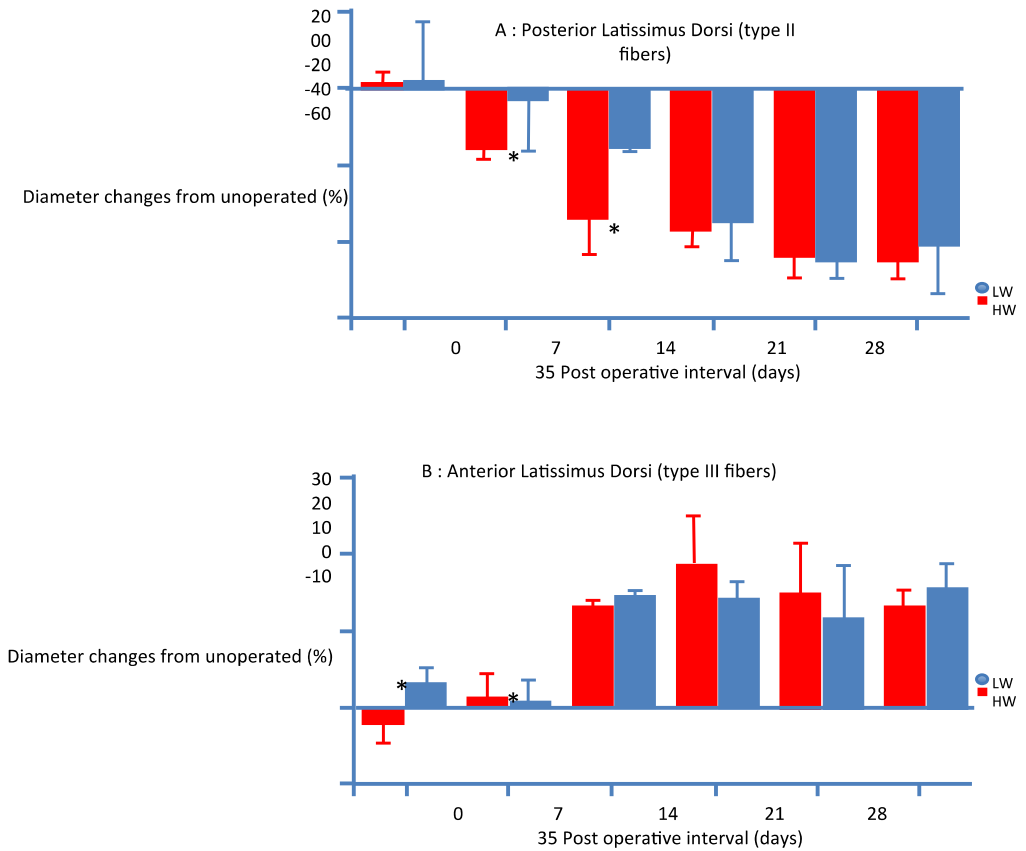 20
00
-20
-40
-60
A : Posterior Latissimus Dorsi (type II
fibers)
*
*
Diameter changes from unoperated (%)
LW
HW
0 7 14 21 28
35 Post operative interval (days)
B : Anterior Latissimus Dorsi (type III fibers)
30
20
10
0
-10
Diameter changes from unoperated (%)
*
*
LW
HW
0 7 14 21 28
35 Post operative interval (days)